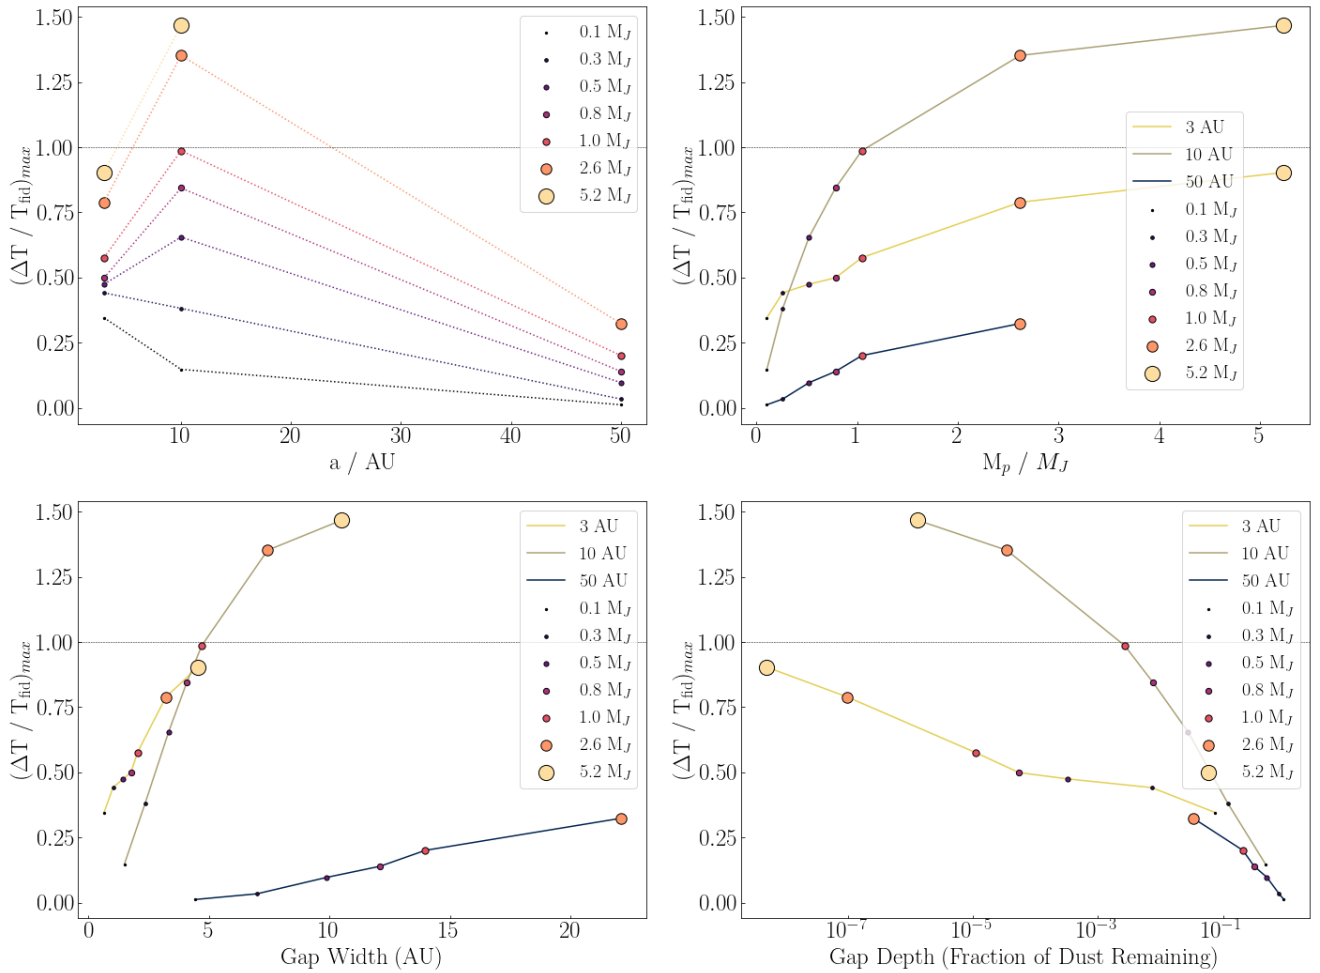 1.50
1.25
1.00
0.75
0.50
0.25
0.00
(ΔT / T_fid)_max
0.1 M_J
0.3 M_J
0.5 M_J
0.8 M_J
1.0 M_J
2.6 M_J
5.2 M_J
10
20
30
40
50
a / AU
1.50
1.25
1.00
0.75
0.50
0.25
0.00
(ΔT / T_fid)_max
3 AU
10 AU
50 AU
0.1 M_J
0.3 M_J
0.5 M_J
0.8 M_J
1.0 M_J
2.6 M_J
5.2 M_J
0
1
2
3
4
5
M_p / M_J
1.50
1.25
1.00
0.75
0.50
0.25
0.00
(ΔT / T_fid)_max
3 AU
10 AU
50 AU
0.1 M_J
0.3 M_J
0.5 M_J
0.8 M_J
1.0 M_J
2.6 M_J
5.2 M_J
0
5
10
15
20
Gap Width (AU)
1.50
1.25
1.00
0.75
0.50
0.25
0.00
(ΔT / T_fid)_max
3 AU
10 AU
50 AU
0.1 M_J
0.3 M_J
0.5 M_J
0.8 M_J
1.0 M_J
2.6 M_J
5.2 M_J
10⁻⁷
10⁻⁵
10⁻³
10⁻¹
Gap Depth (Fraction of Dust Remaining)